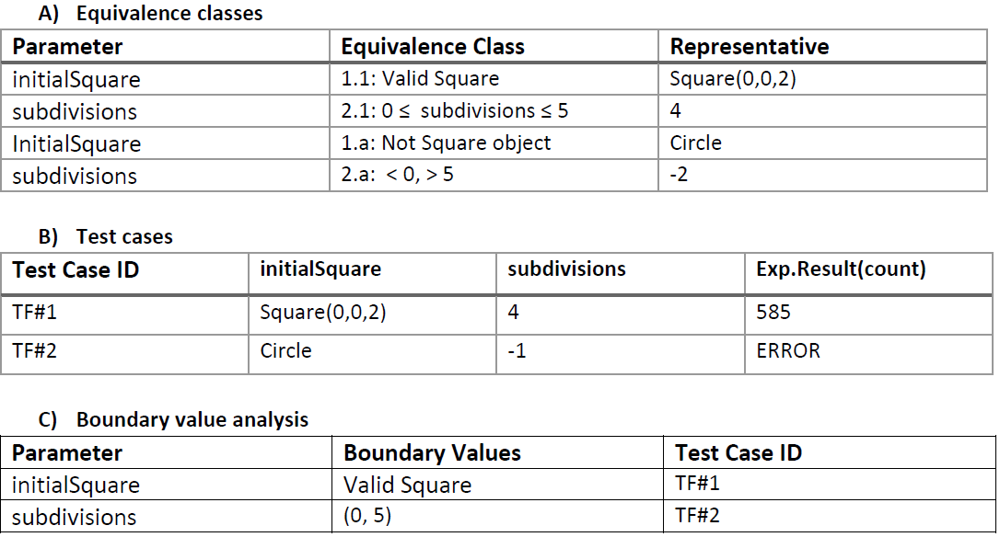 A) Equivalence classes
Parameter Equivalence Class Representative
initialSquare 1.1: Valid Square Square(0,0,2)
subdivisions 2.1: 0 ≤ subdivisions ≤ 5 4
InitialSquare 1.a: Not Square object Circle
subdivisions 2.a: < 0, > 5 -2
B) Test cases
Test Case ID initialSquare subdivisions Exp.Result(count)
TF#1 Square(0,0,2) 4 585
TF#2 Circle -1 ERROR
C) Boundary value analysis
Parameter Boundary Values Test Case ID
initialSquare Valid Square TF#1
subdivisions (0, 5) TF#2